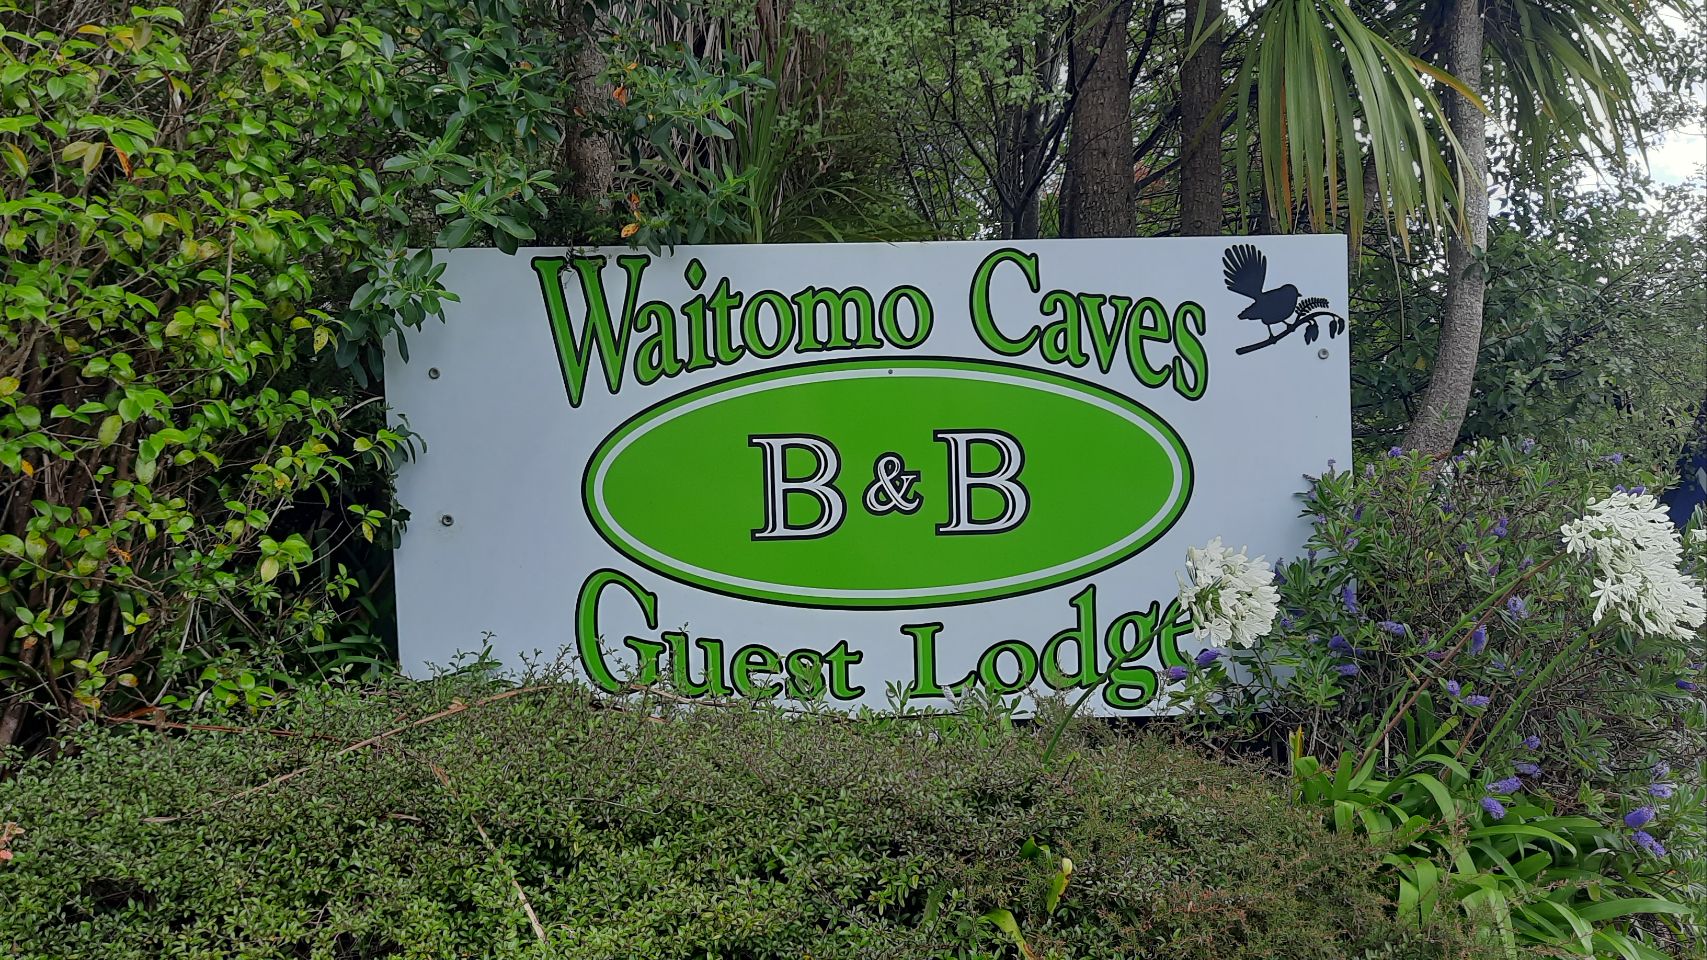 Waitomo Caves
B & B
Guest Lodge